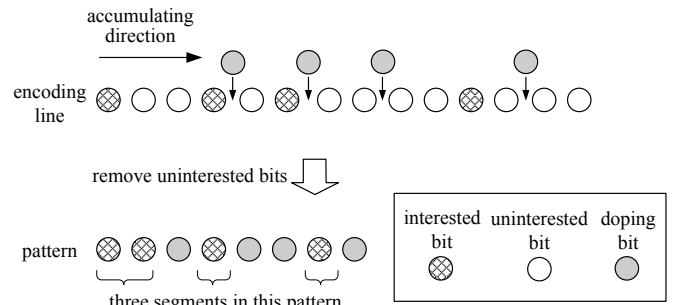 accumulating
direction
encoding
line
remove uninterested bits
pattern
three segments in this pattern
interested
bit
uninterested
bit
doping
bit